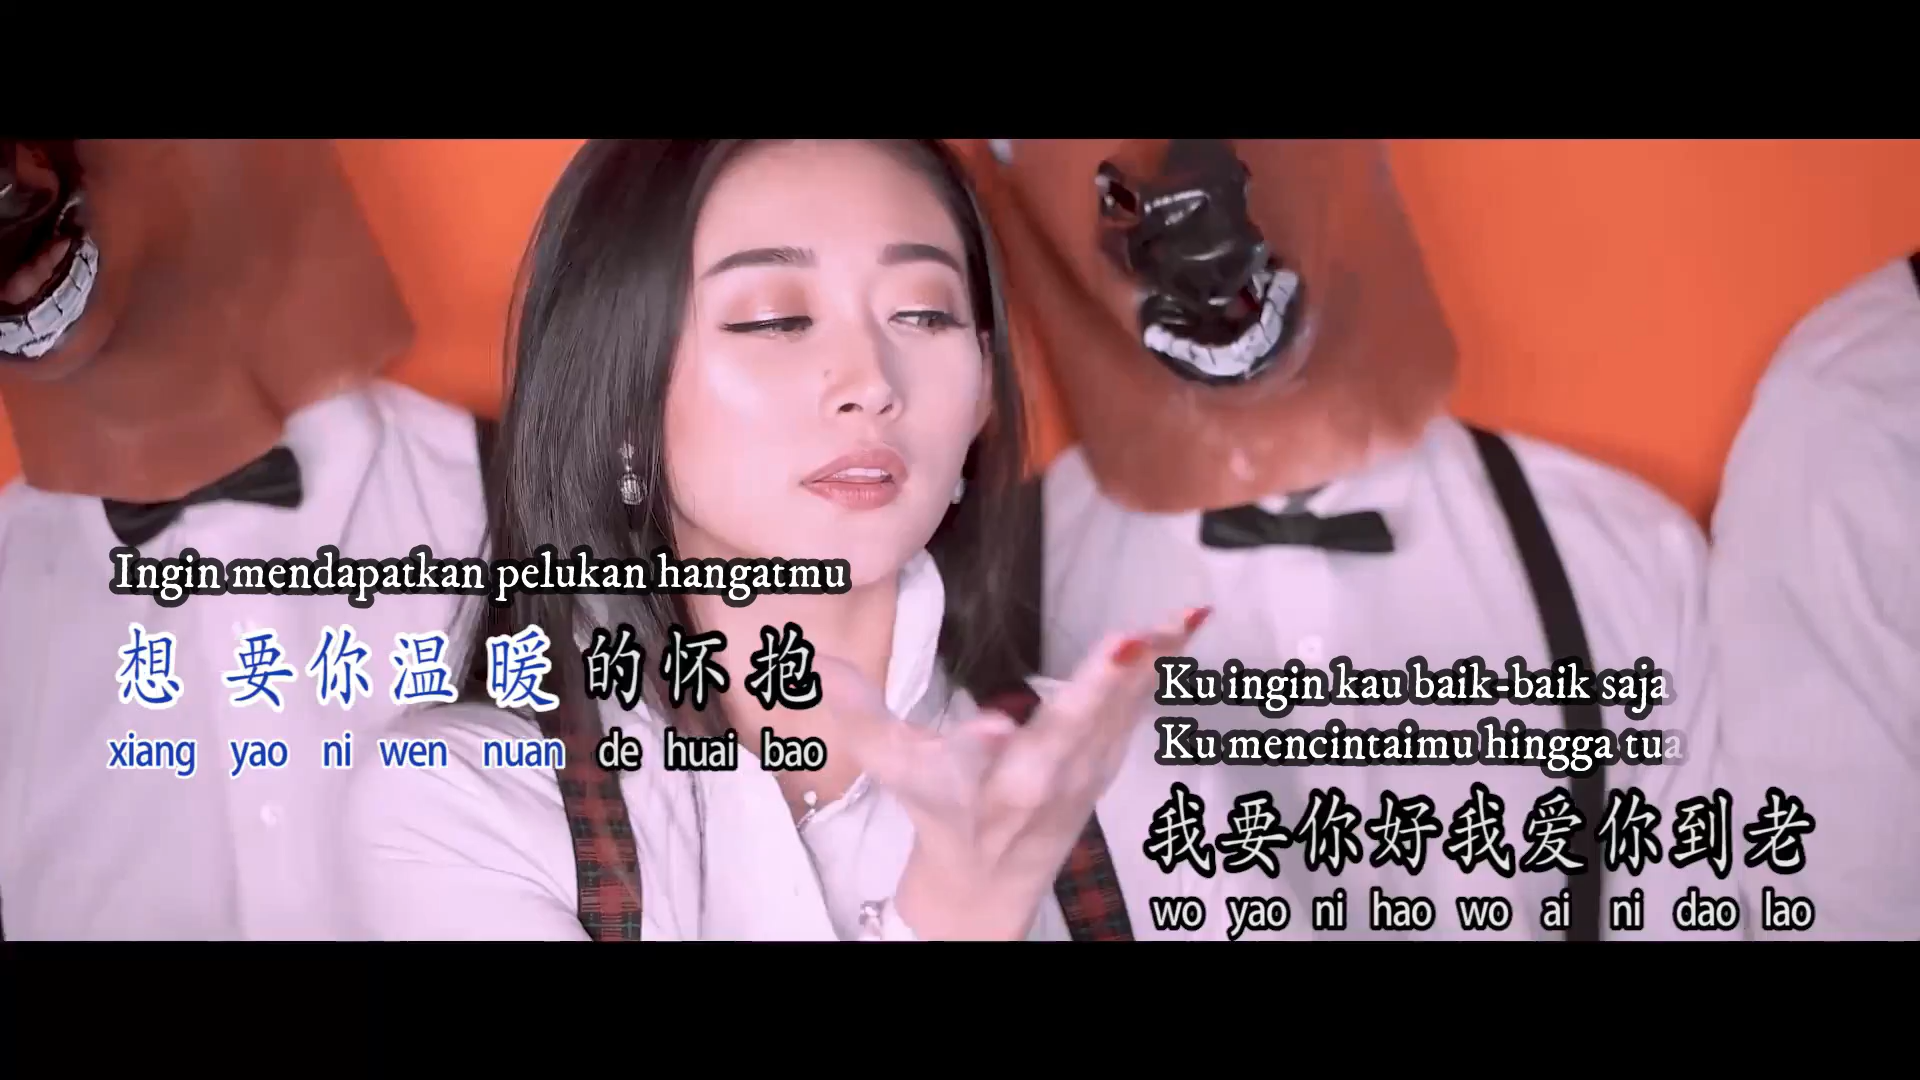 Ingin mendapatkan pelukan hangatmu
想 要 你 温 暖 的 怀 抱
xiang yao ni wen nuan de huai bao
Ku ingin kau baik-baik saja
Ku mencintaimu hingga tua
我 要 你 好 我 爱 你 到 老
wo yao ni hao wo ai ni dao lao